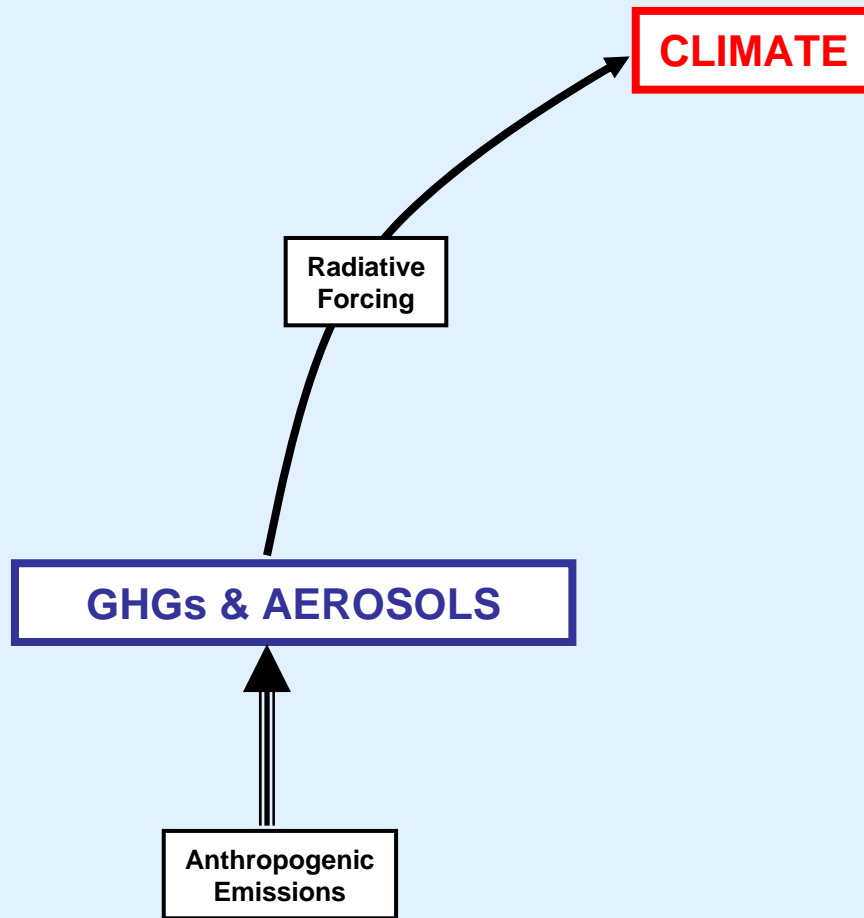 CLIMATE
Radiative
Forcing
GHGs & AEROSOLS
Anthropogenic
Emissions